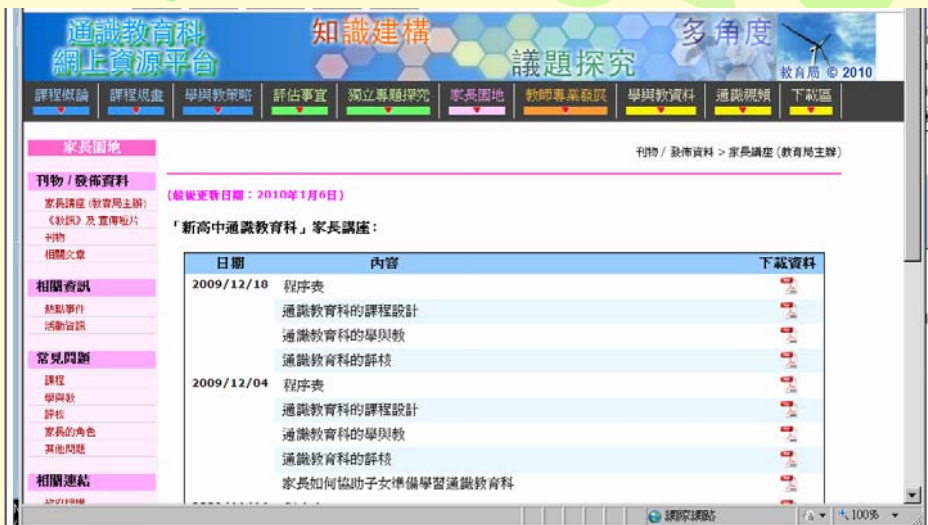 通識教育科
網上資源平台
知識建構
議題探究
多角度
教育局 © 2010
課程概論 課程規畫 學與教策略 評估事宜 獨立專題探究 家長園地 教師專業發展 學與教資料 通識視頻 下載區
家長園地
刊物 / 發佈資料 > 家長講座 (教育局主辦)
刊物 / 發佈資料
家長講座 (教育局主辦)
《教訊》及 宣傳短片
刊物
相關文章
相關資訊
熱點事件
活動資訊
常見問題
課程
學與教
評核
家長的角色
其他問題
相關連結
(最後更新日期：2010年1月6日)
「新高中通識教育科」家長講座：
日期 內容 下載資料
2009/12/18 程序表
通識教育科的課程設計
通識教育科的學與教
通識教育科的評核
2009/12/04 程序表
通識教育科的課程設計
通識教育科的學與教
通識教育科的評核
家長如何協助子女準備學習通識教育科
網際網路 100%